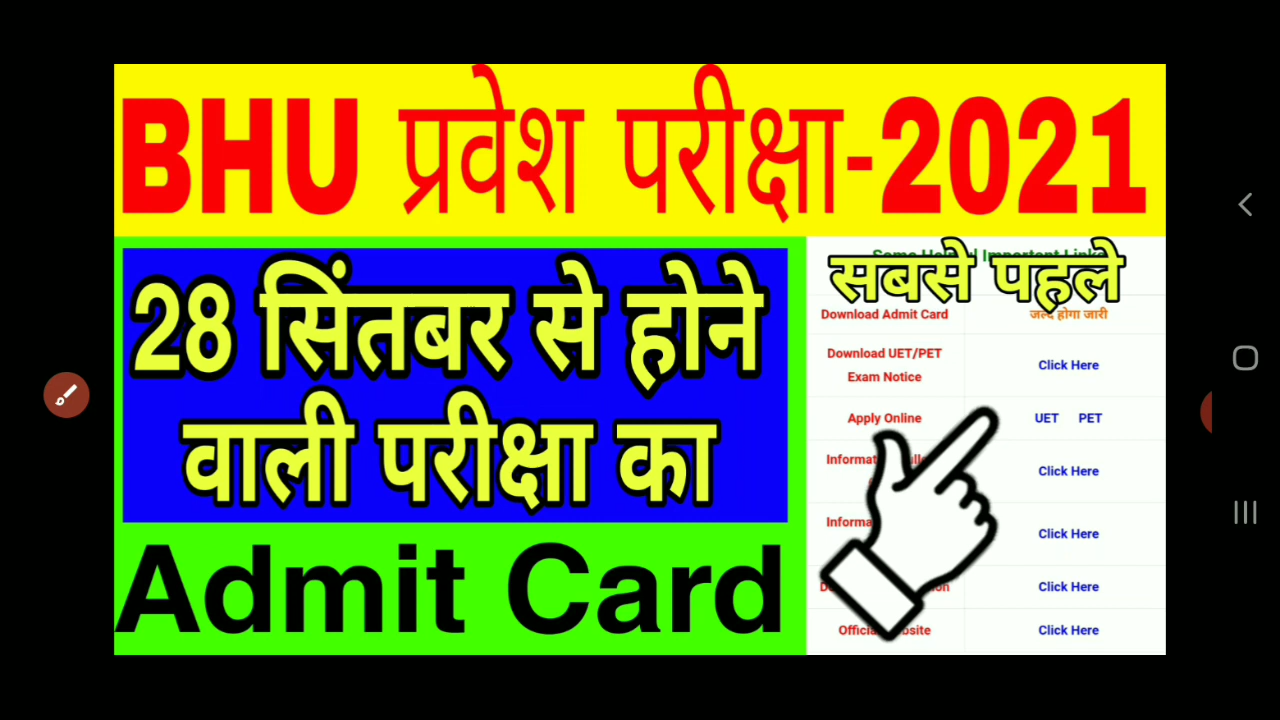 BHU प्रवेश परीक्षा-2021
28 सिंतबर से होने
वाली परीक्षा का
Admit Card
सबसे पहले
Download Admit Card जल्द होगा जारी
Download UET/PET
Exam Notice
Click Here
Apply Online UET PET
Click Here
Click Here
Click Here
Click Here